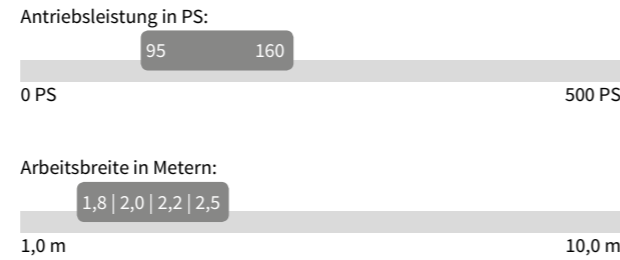 Antriebsleistung in PS:
95 160
0 PS 500 PS
Arbeitsbreite in Metern:
1,8 | 2,0 | 2,2 | 2,5
1,0 m 10,0 m